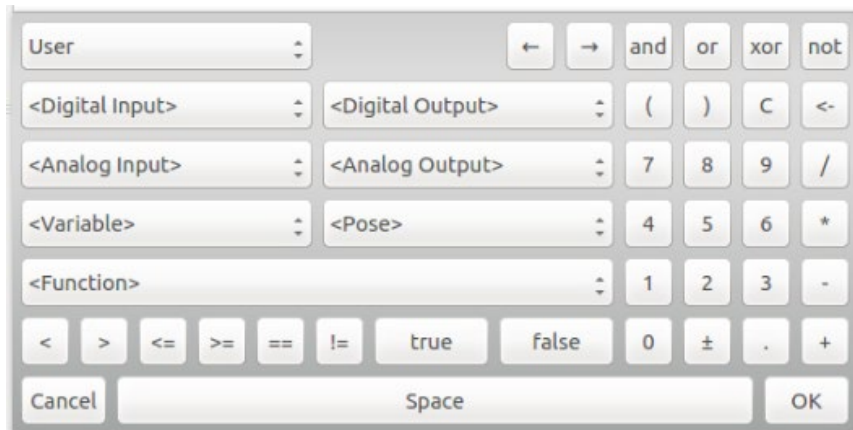 User ← → and or xor not
<Digital Input> <Digital Output> ( ) C <-
<Analog Input> <Analog Output> 7 8 9 /
<Variable> <Pose> 4 5 6 *
<Function> 1 2 3 -
< > <= >= == != true false 0 ± . +
Cancel Space OK